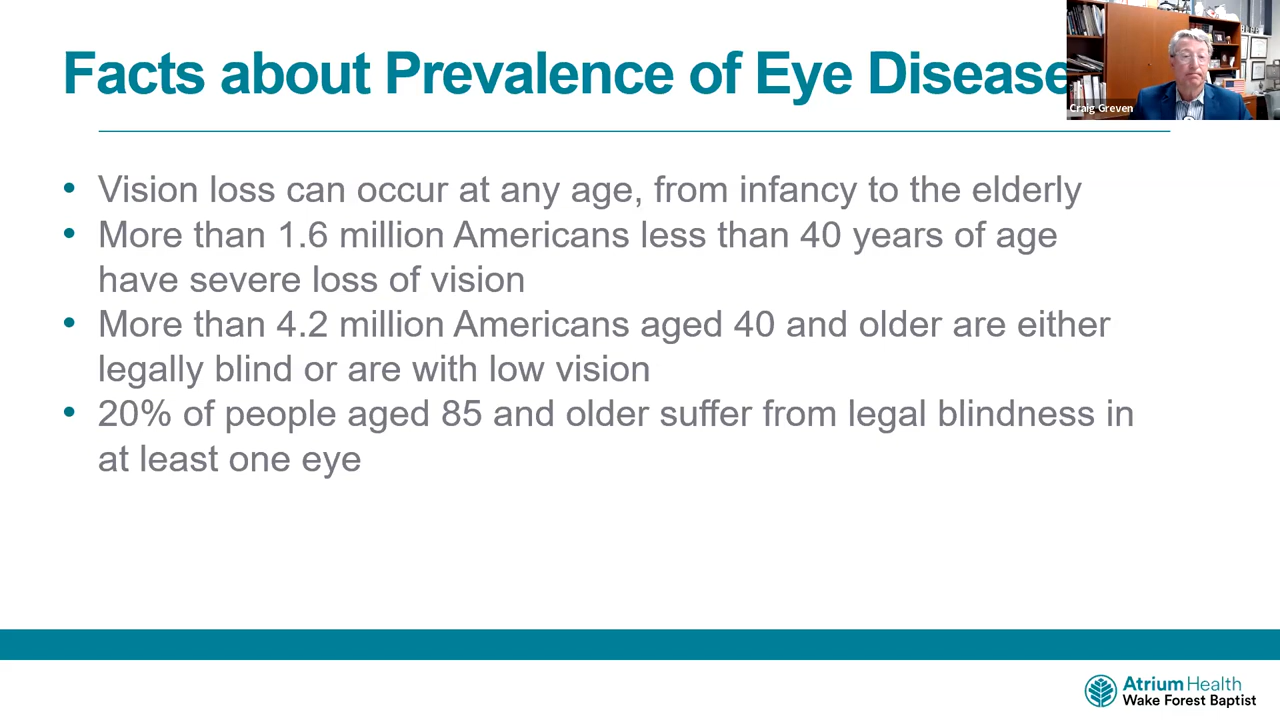 Facts about Prevalence of Eye Disease
Craig Greven
• Vision loss can occur at any age, from infancy to the elderly
• More than 1.6 million Americans less than 40 years of age
have severe loss of vision
• More than 4.2 million Americans aged 40 and older are either
legally blind or are with low vision
• 20% of people aged 85 and older suffer from legal blindness in
at least one eye
Atrium Health
Wake Forest Baptist